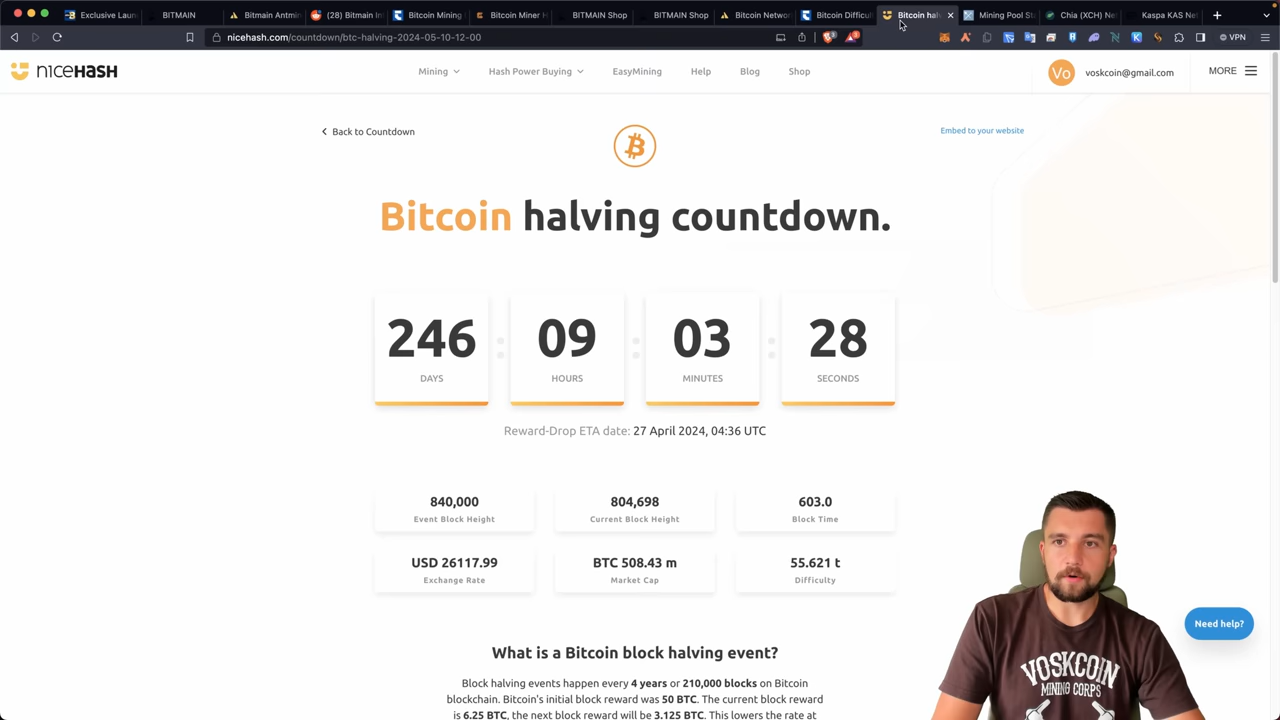 Exclusive Laun
BITMAIN
Bitmain Antmi
(28) Bitmain In
Bitcoin Mining
Bitcoin Miner H
BITMAIN Shop
BITMAIN Shop
Bitcoin Networ
Bitcoin Difficul
Bitcoin hal
Mining Pool St
Chia (XCH) Ne
Kaspa KAS Net
nicehash.com/countdown/btc-halving-2024-05-10-12-00
VPN
niceHASH
Mining
Hash Power Buying
EasyMining
Help
Blog
Shop
Vo
voskcoin@gmail.com
MORE
Back to Countdown
Embed to your website
Bitcoin halving countdown.
246 : 09 : 03 : 28
DAYS HOURS MINUTES SECONDS
Reward-Drop ETA date: 27 April 2024, 04:36 UTC
840,000
Event Block Height
804,698
Current Block Height
603.0
Block Time
USD 26117.99
Exchange Rate
BTC 508.43 m
Market Cap
55.621 t
Difficulty
Need help?
What is a Bitcoin block halving event?
Block halving events happen every 4 years or 210,000 blocks on Bitcoin
blockchain. Bitcoin's initial block reward was 50 BTC. The current block reward
is 6.25 BTC, the next block reward will be 3.125 BTC. This lowers the rate at
VOSKCOIN
MINING CORPS